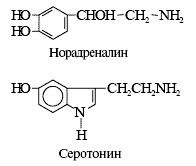 HO
CHOH—CH₂—NH₂
HO
Норадреналин
HO
CH₂CH₂NH₂
N
H
Серотонин